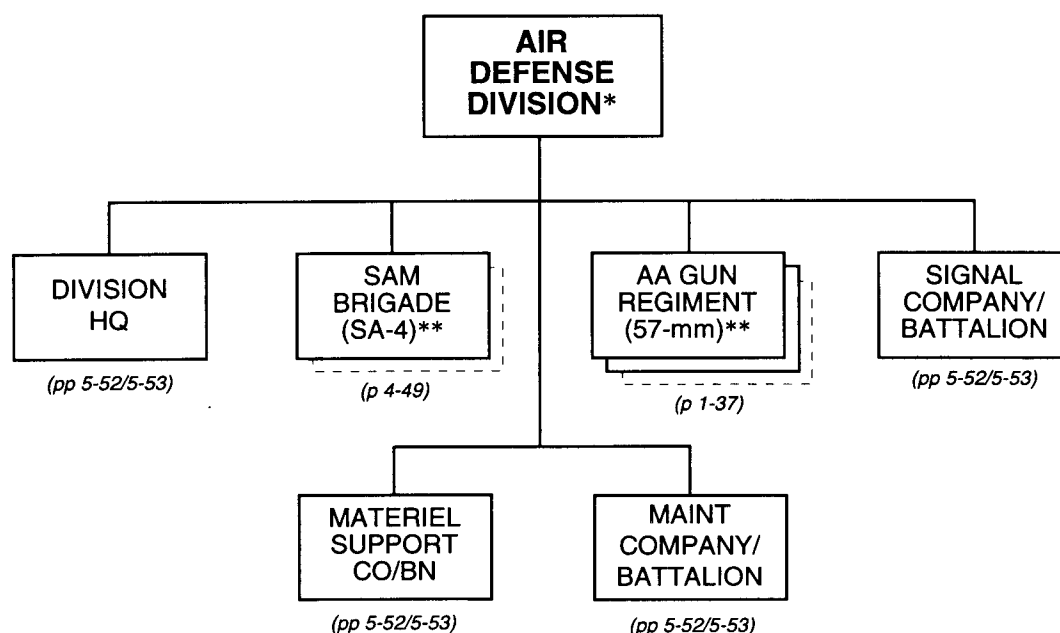 AIR
DEFENSE
DIVISION*
DIVISION
HQ
(pp 5-52/5-53)
SAM
BRIGADE
(SA-4)**
(p 4-49)
AA GUN
REGIMENT
(57-mm)**
(p 1-37)
SIGNAL
COMPANY/
BATTALION
(pp 5-52/5-53)
MATERIEL
SUPPORT
CO/BN
(pp 5-52/5-53)
MAINT
COMPANY/
BATTALION
(pp 5-52/5-53)